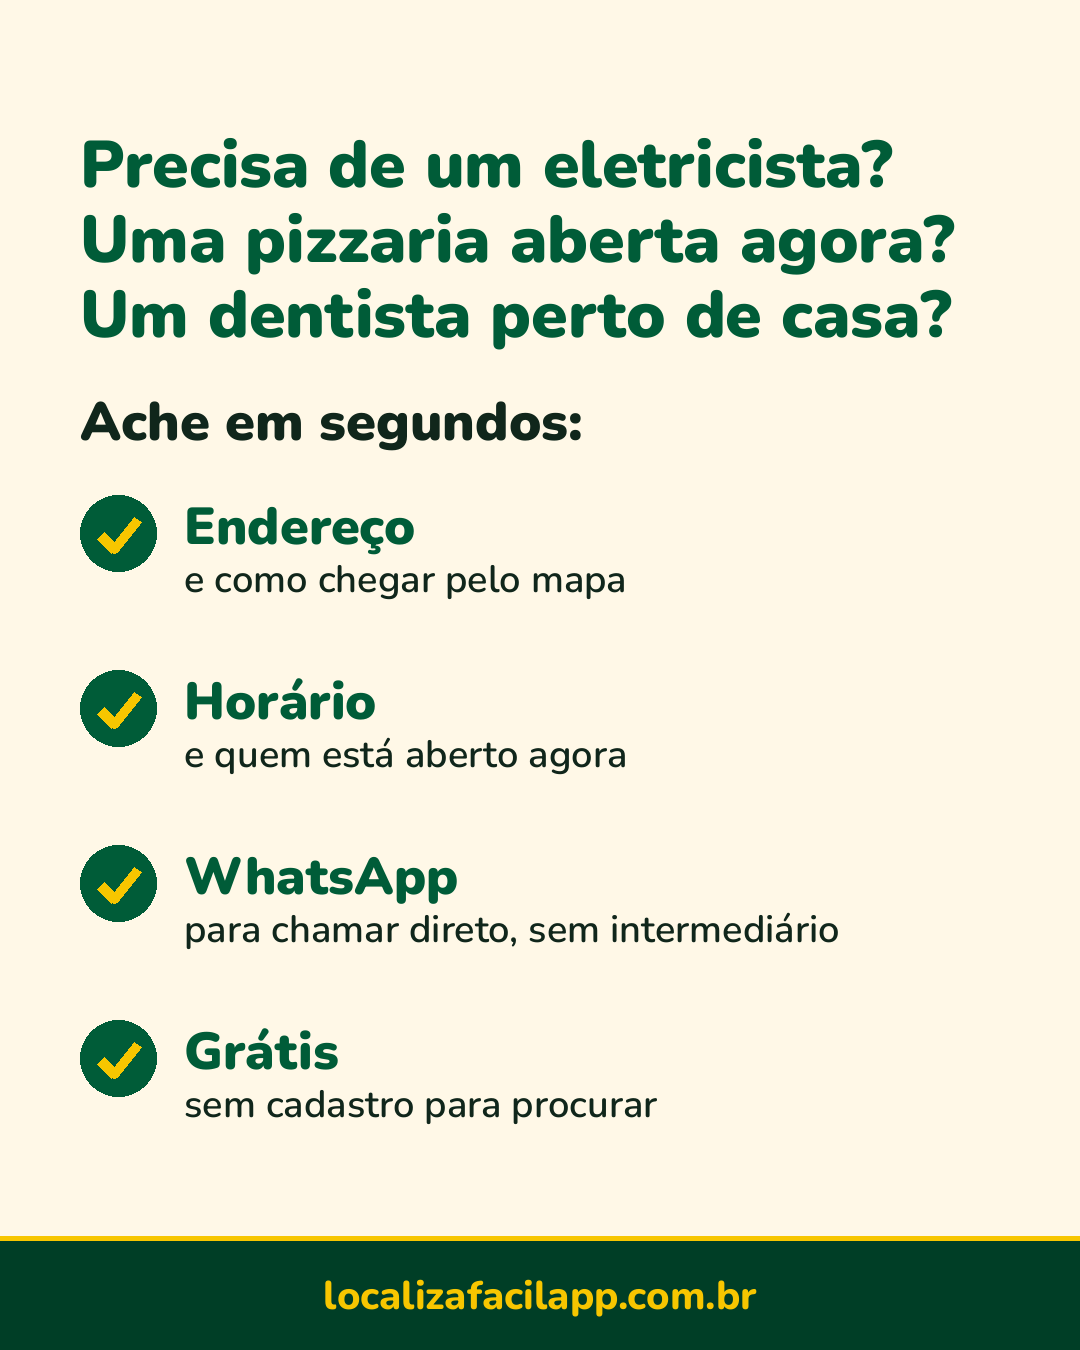 Precisa de um eletricista?
Uma pizzaria aberta agora?
Um dentista perto de casa?
Ache em segundos:
Endereço
e como chegar pelo mapa
Horário
e quem está aberto agora
WhatsApp
para chamar direto, sem intermediário
Grátis
sem cadastro para procurar
localizafacilapp.com.br